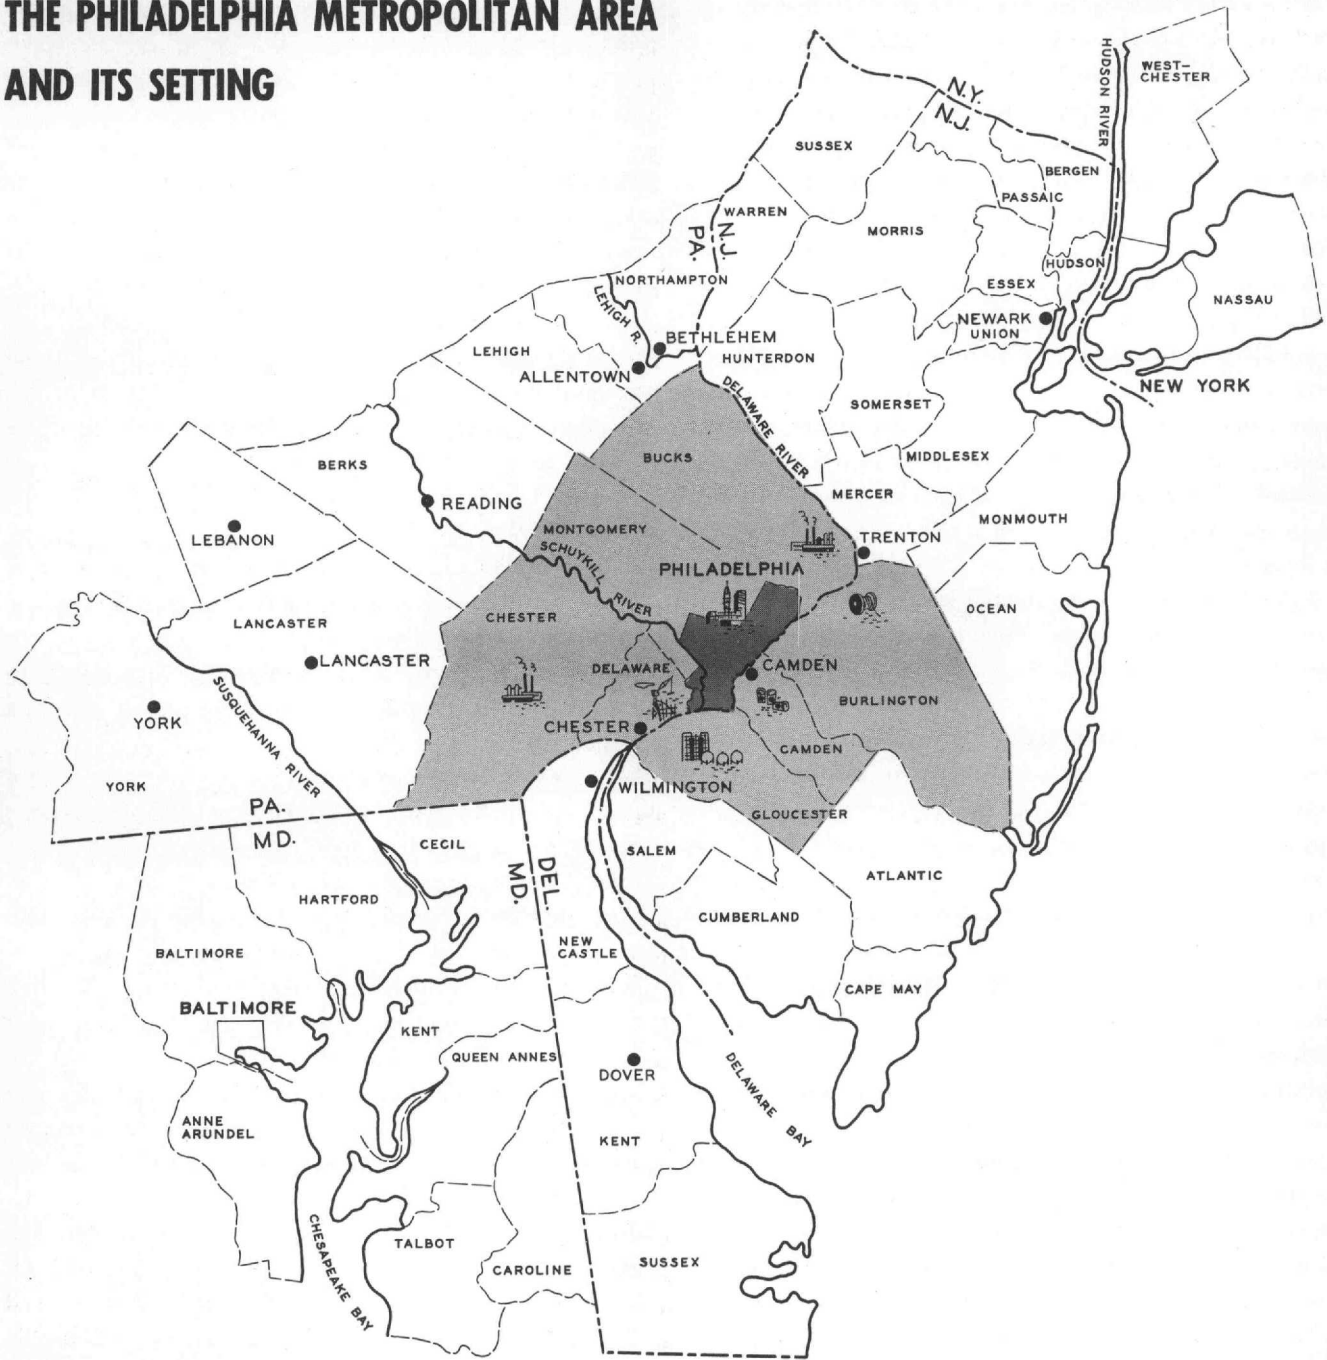 THE PHILADELPHIA METROPOLITAN AREA
AND ITS SETTING
HUDSON RIVER
WEST-
CHESTER
N.Y.
N.J.
SUSSEX
BERGEN
PASSAIC
WARREN
MORRIS
N.J.
PA.
HUDSON
NORTHAMPTON
ESSEX
NASSAU
LEHIGH R.
NEWARK
UNION
BETHLEHEM
LEHIGH
HUNTERDON
ALLENTOWN
NEW YORK
DELAWARE RIVER
SOMERSET
BUCKS
MIDDLESEX
BERKS
MERCER
READING
MONMOUTH
MONTGOMERY
LEBANON
TRENTON
SCHUYKILL
RIVER
PHILADELPHIA
OCEAN
CHESTER
LANCASTER
LANCASTER
DELAWARE
CAMDEN
SUSQUEHANNA RIVER
BURLINGTON
YORK
CHESTER
CAMDEN
YORK
WILMINGTON
PA.
MD.
GLOUCESTER
CECIL
SALEM
MD.
DEL.
ATLANTIC
HARTFORD
CUMBERLAND
BALTIMORE
NEW
CASTLE
CAPE MAY
BALTIMORE
KENT
QUEEN ANNES
DOVER
DELAWARE BAY
ANNE
ARUNDEL
KENT
CHESAPEAKE BAY
TALBOT
CAROLINE
SUSSEX